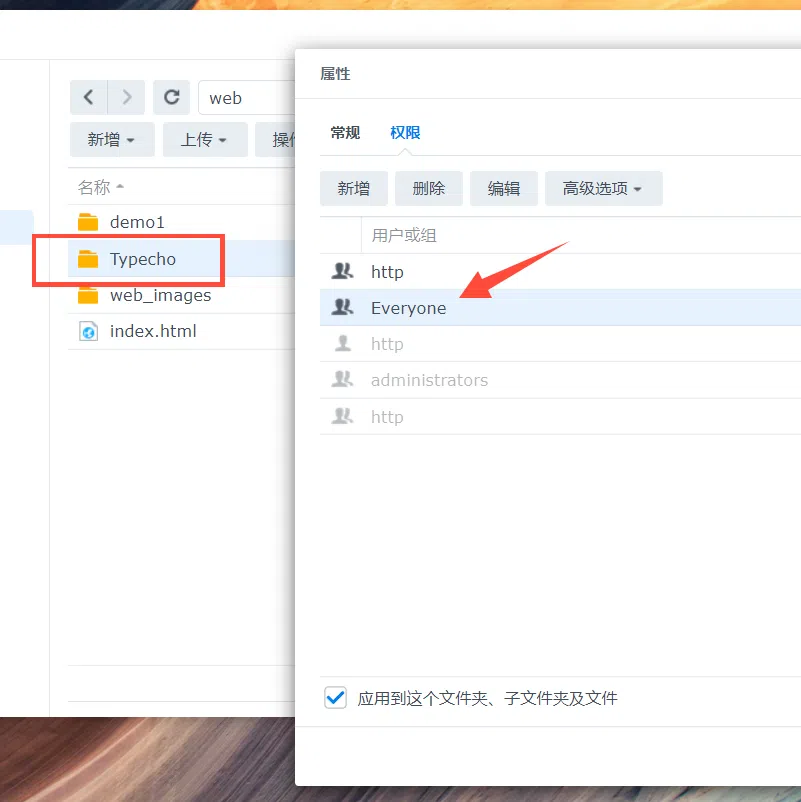 web
新增
上传
操作
名称
demo1
Typecho
web_images
index.html
属性
常规
权限
新增
删除
编辑
高级选项
用户或组
http
Everyone
http
administrators
http
应用到这个文件夹、子文件夹及文件